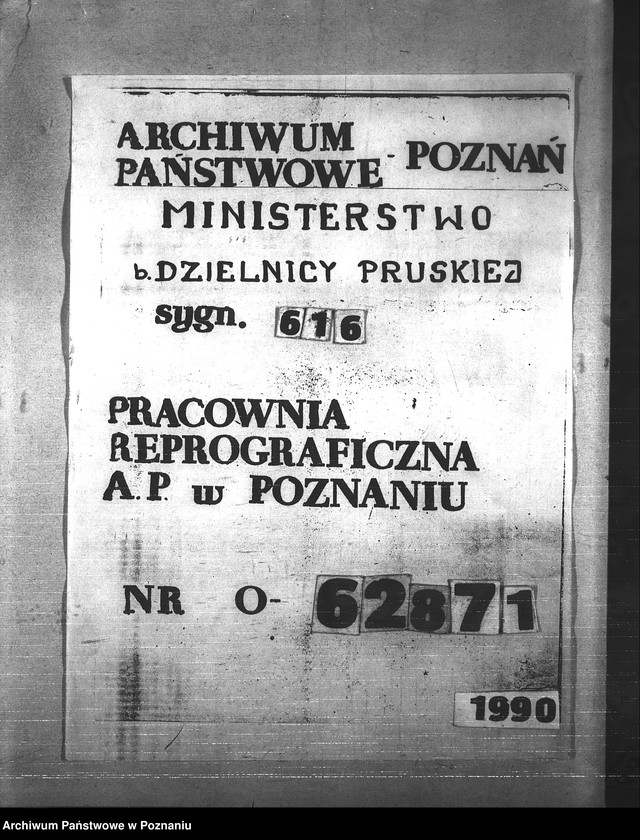 ARCHIWUM
PAŃSTWOWE - POZNAŃ
MINISTERSTWO
b. DZIELNICY PRUSKIEJ
sygn. 616
PRACOWNIA
REPROGRAFICZNA
A.P. w POZNANIU
NR O-62871
1990
Archiwum Państwowe w Poznaniu